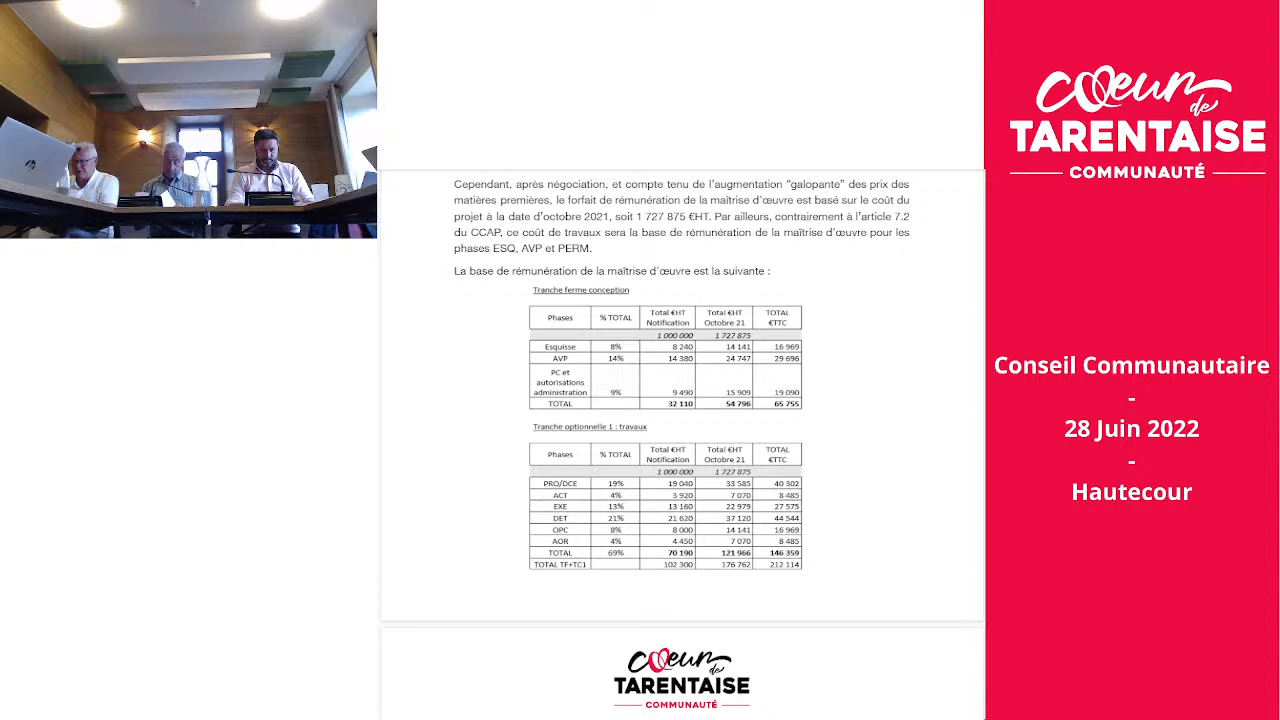 Cependant, après négociation, et compte tenu de l'augmentation "galopante" des prix des
matières premières, le forfait de rémunération de la maîtrise d'œuvre est basé sur le coût du
projet à la date d'octobre 2021, soit 1 727 875 €HT. Par ailleurs, contrairement à l'article 7.2
du CCAP, ce coût de travaux sera la base de rémunération de la maîtrise d'œuvre pour les
phases ESQ, AVP et PERM.
La base de rémunération de la maîtrise d'œuvre est la suivante :
Tranche ferme conception
Phases % TOTAL Total €HT Notification Total €HT Octobre 21 TOTAL €TTC
1 000 000 1 727 875
Esquisse 8% 8 240 14 141 16 969
AVP 14% 14 380 24 747 29 696
PC et
autorisations
administration 9% 9 490 15 909 19 090
TOTAL 32 110 54 796 65 755
Tranche optionnelle 1 : travaux
Phases % TOTAL Total €HT Notification Total €HT Octobre 21 TOTAL €TTC
1 000 000 1 727 875
PRO/DCE 19% 19 040 33 585 40 302
ACT 4% 3 920 7 070 8 485
EXE 13% 13 160 22 979 27 575
DET 21% 21 620 37 120 44 544
OPC 8% 8 000 14 141 16 969
AOR 4% 4 450 7 070 8 485
TOTAL 69% 70 190 121 966 146 359
TOTAL TF+TC1 102 300 176 762 212 114
Cœur
de
TARENTAISE
COMMUNAUTÉ
Cœur
de
TARENTAISE
COMMUNAUTÉ
Conseil Communautaire
-
28 Juin 2022
-
Hautecour